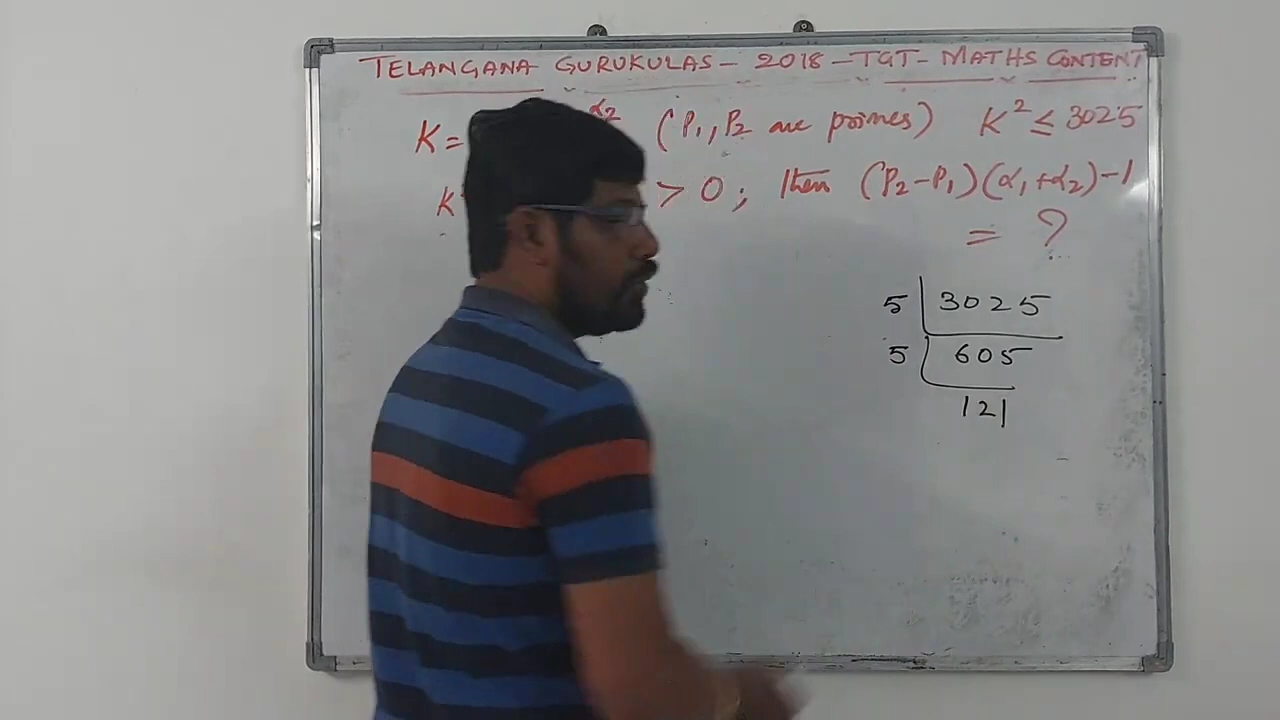 TELANGANA GURUKULAS - 2018 - TGT - MATHS CONTENT
K = α2 (P1, P2 are primes) K² ≤ 3025
K > 0; then (P2-P1)(α1+α2)-1
= ?
5 | 3025
5 | 605
121